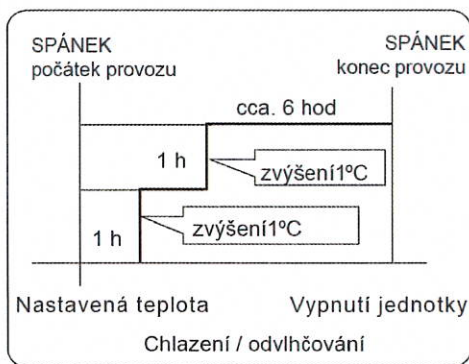 SPÁNEK
počátek provozu
SPÁNEK
konec provozu
cca. 6 hod
1 h
zvýšení1ºC
1 h
zvýšení1ºC
Nastavená teplota
Vypnutí jednotky
Chlazení / odvlhčování